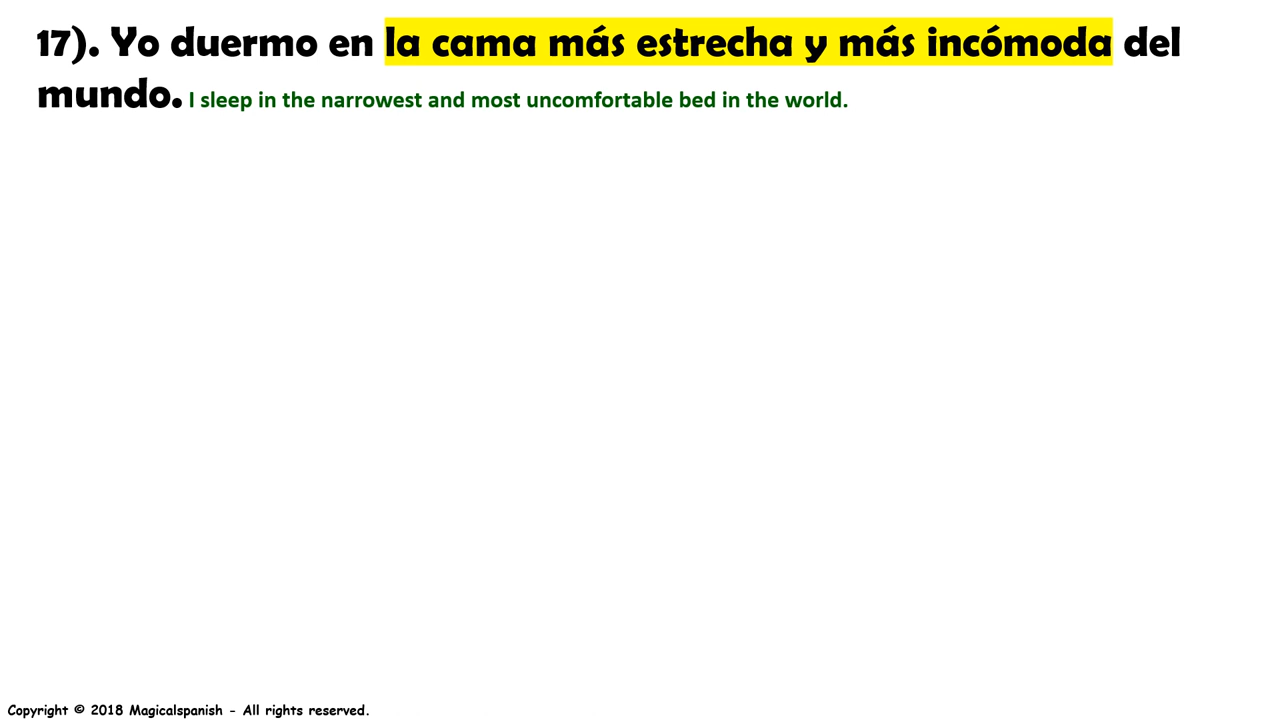 17). Yo duermo en la cama más estrecha y más incómoda del
mundo. I sleep in the narrowest and most uncomfortable bed in the world.
Copyright © 2018 Magicalspanish - All rights reserved.